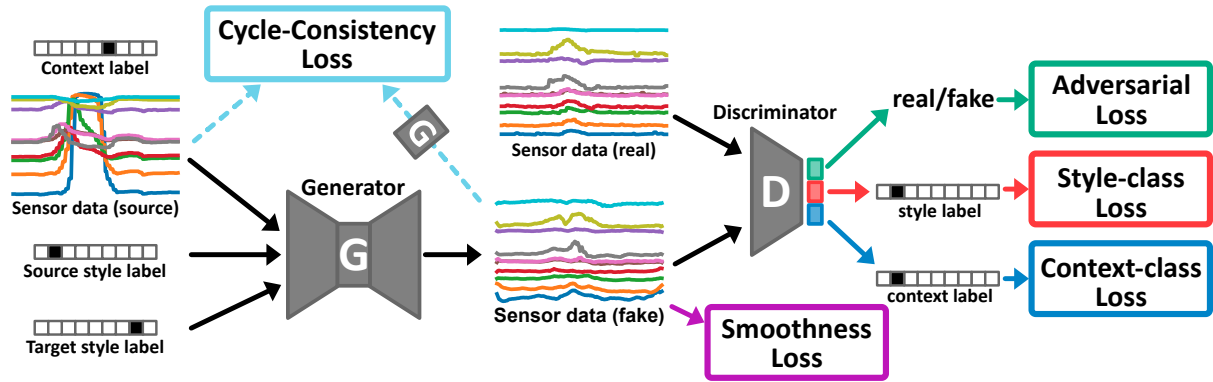 Context label
Sensor data (source)
Source style label
Target style label
Cycle-Consistency
Loss
G
Generator
G
Sensor data (real)
Sensor data (fake)
Discriminator
D
real/fake
style label
context label
Adversarial
Loss
Style-class
Loss
Context-class
Loss
Smoothness
Loss